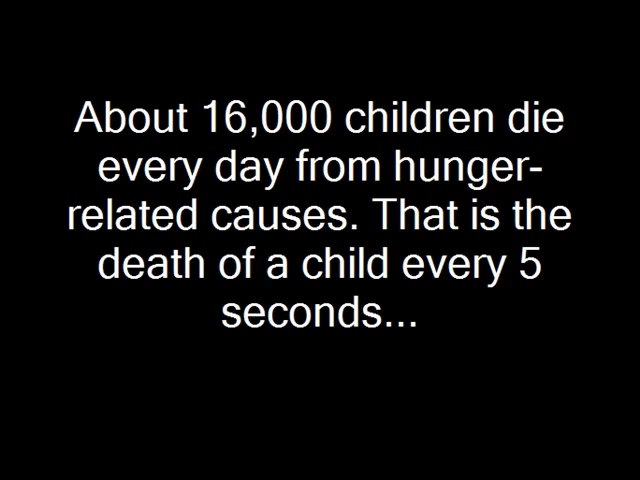 About 16,000 children die
every day from hunger-
related causes. That is the
death of a child every 5
seconds...